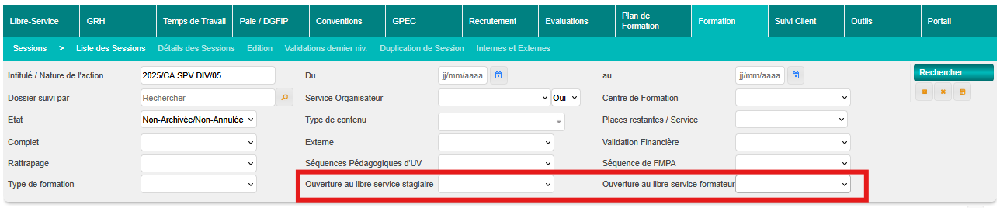 Libre-Service GRH Temps de Travail Paie / DGFIP Conventions GPEC Recrutement Evaluations Plan de Formation Formation Suivi Client Outils Portail
Sessions > Liste des Sessions Détails des Sessions Edition Validations dernier niv. Duplication de Session Internes et Externes
Intitulé / Nature de l'action 2025/CA SPV DIV/05 Du jj/mm/aaaa au jj/mm/aaaa Rechercher
Dossier suivi par Rechercher Service Organisateur Oui Centre de Formation
Etat Non-Archivée/Non-Annulée Type de contenu Places restantes / Service
Complet Externe Validation Financière
Rattrapage Séquences Pédagogiques d'UV Séquence de FMPA
Type de formation Ouverture au libre service stagiaire Ouverture au libre service formateur